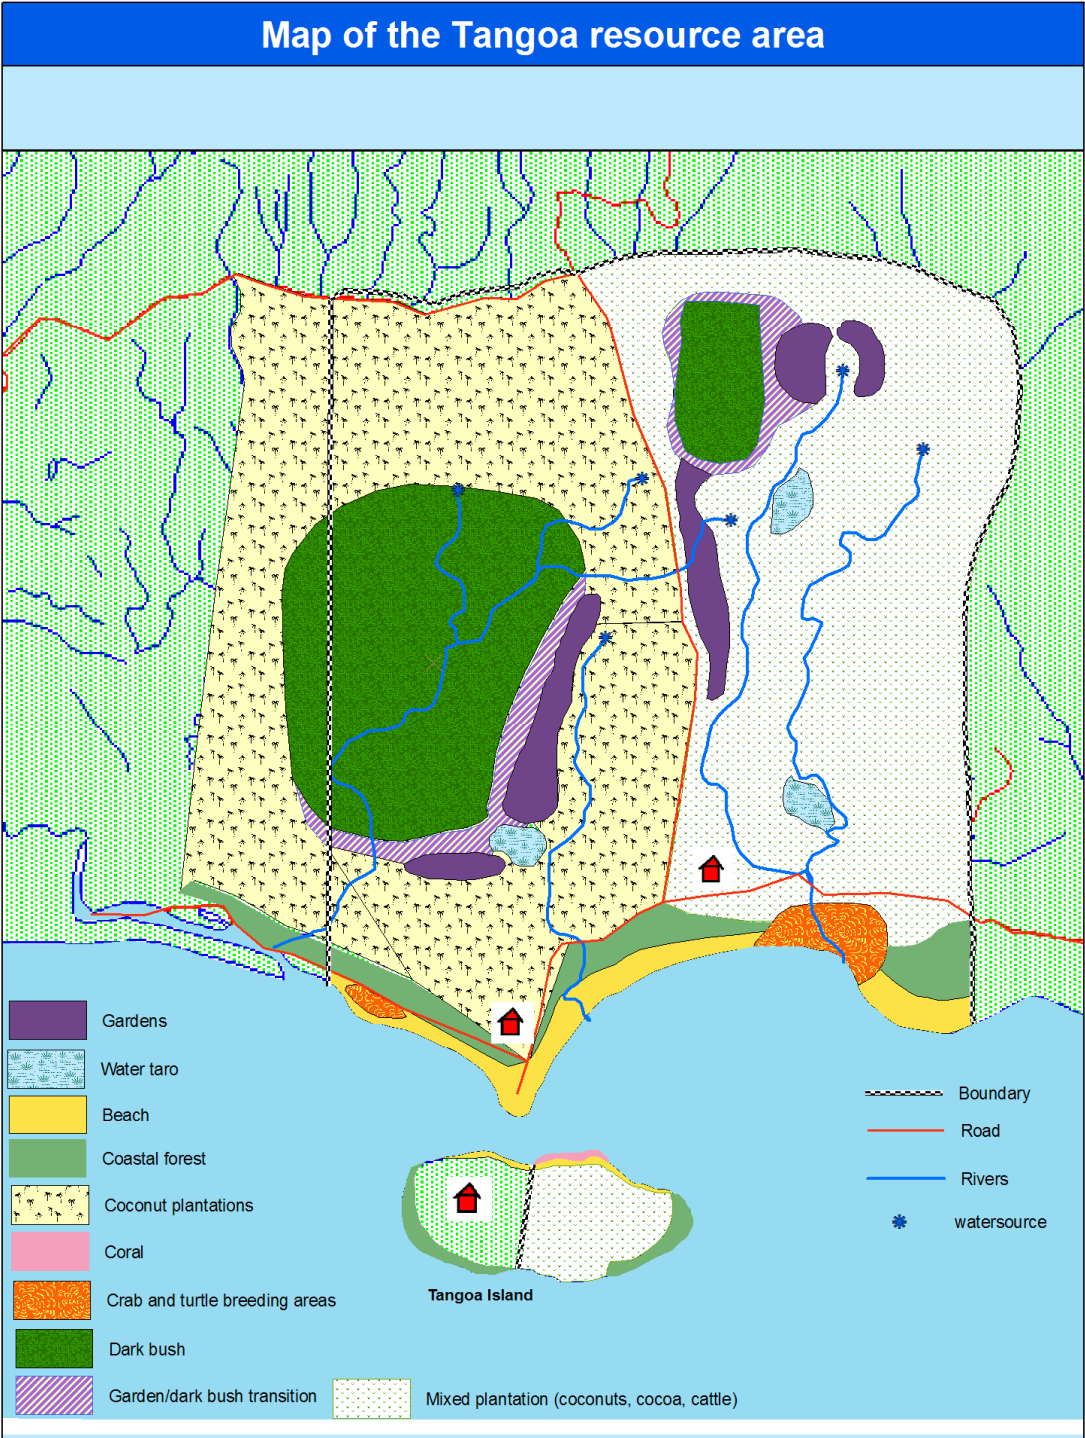 Map of the Tangoa resource area
Gardens
Water taro
Beach
Coastal forest
Coconut plantations
Coral
Crab and turtle breeding areas
Dark bush
Garden/dark bush transition
Mixed plantation (coconuts, cocoa, cattle)
Boundary
Road
Rivers
watersource
Tangoa Island